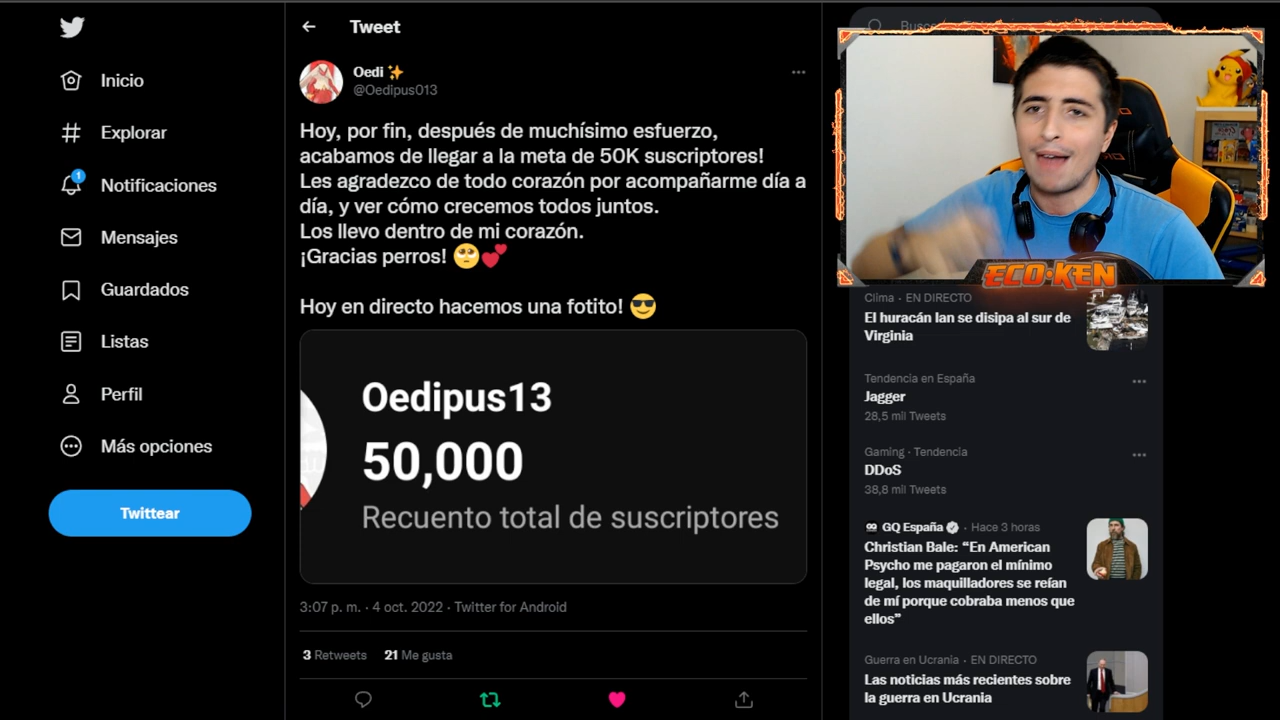 Inicio
Explorar
1
Notificaciones
Mensajes
Guardados
Listas
Perfil
Más opciones
Twittear
Tweet
Oedi ✨
@Oedipus013
Hoy, por fin, después de muchísimo esfuerzo,
acabamos de llegar a la meta de 50K suscriptores!
Les agradezco de todo corazón por acompañarme día a
día, y ver cómo crecemos todos juntos.
Los llevo dentro de mi corazón.
¡Gracias perros! 🥺💕
Hoy en directo hacemos una fotito! 😎
Oedipus13
50,000
Recuento total de suscriptores
3:07 p. m. · 4 oct. 2022 · Twitter for Android
3 Retweets 21 Me gusta
ECO·KEN
Clima · EN DIRECTO
El huracán Ian se disipa al sur de
Virginia
Tendencia en España
Jagger
28,5 mil Tweets
Gaming · Tendencia
DDoS
38,8 mil Tweets
GQ España · Hace 3 horas
Christian Bale: “En American
Psycho me pagaron el mínimo
legal, los maquilladores se reían
de mí porque cobraba menos que
ellos”
Guerra en Ucrania · EN DIRECTO
Las noticias más recientes sobre
la guerra en Ucrania